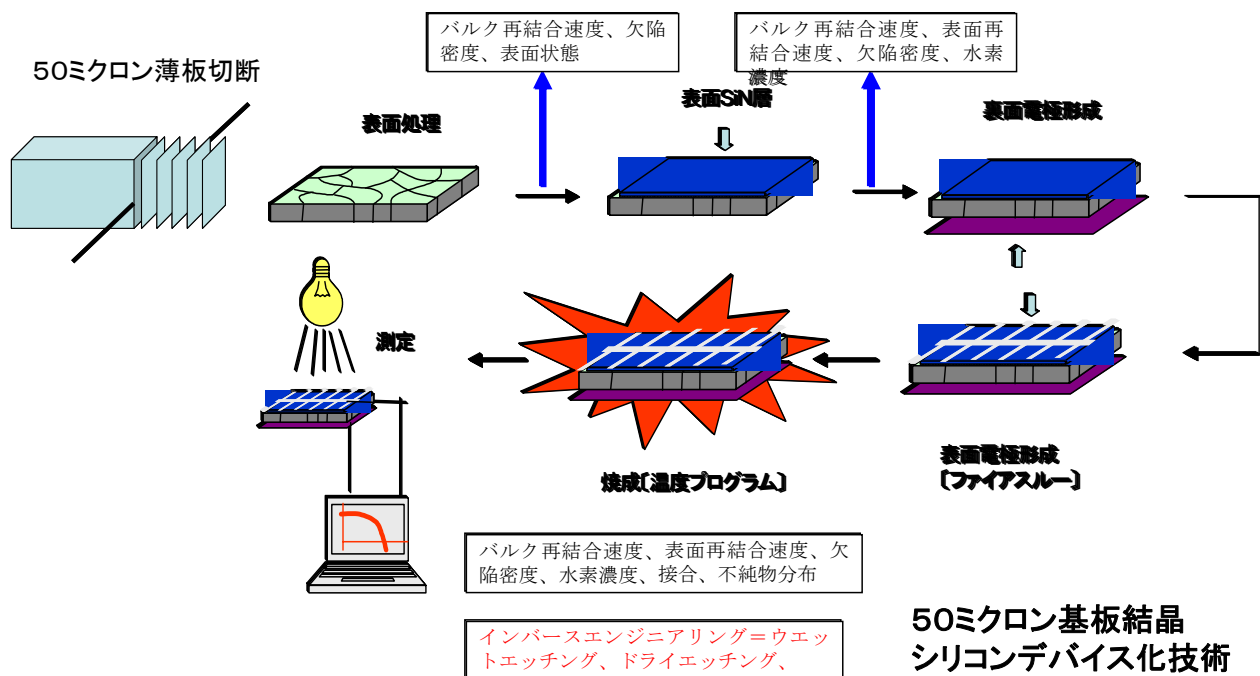 バルク再結合速度、欠陥
密度、表面状態
バルク再結合速度、表面再
結合速度、欠陥密度、水素
濃度
50ミクロン薄板切断
表面処理
表面SiN層
裏面電極形成
測定
焼成〔温度プログラム〕
表面電極形成
〔ファイアスルー〕
バルク再結合速度、表面再結合速度、欠
陥密度、水素濃度、接合、不純物分布
インバースエンジニアリング＝ウエッ
トエッチング、ドライエッチング、
50ミクロン基板結晶
シリコンデバイス化技術